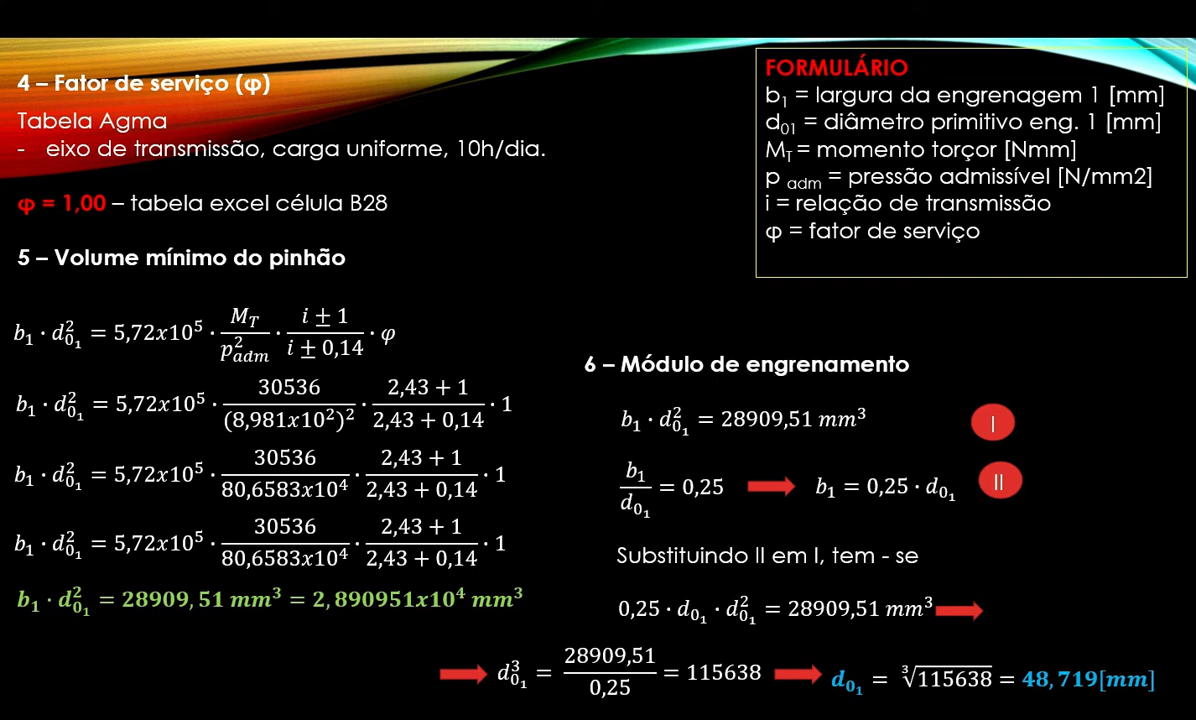 4 – Fator de serviço (φ)
Tabela Agma
- eixo de transmissão, carga uniforme, 10h/dia.
φ = 1,00 – tabela excel célula B28
5 – Volume mínimo do pinhão
b₁ · d₀₁² = 5,72x10⁵ · M_T / p_adm² · (i ± 1) / (i ± 0,14) · φ
b₁ · d₀₁² = 5,72x10⁵ · 30536 / (8,981x10²)² · (2,43 + 1) / (2,43 + 0,14) · 1
b₁ · d₀₁² = 5,72x10⁵ · 30536 / 80,6583x10⁴ · (2,43 + 1) / (2,43 + 0,14) · 1
b₁ · d₀₁² = 5,72x10⁵ · 30536 / 80,6583x10⁴ · (2,43 + 1) / (2,43 + 0,14) · 1
b₁ · d₀₁² = 28909,51 mm³ = 2,890951x10⁴ mm³
FORMULÁRIO
b₁ = largura da engrenagem 1 [mm]
d₀₁ = diâmetro primitivo eng. 1 [mm]
M_T = momento torçor [Nmm]
p adm = pressão admissível [N/mm2]
i = relação de transmissão
φ = fator de serviço
6 – Módulo de engrenamento
b₁ · d₀₁² = 28909,51 mm³ I
b₁ / d₀₁ = 0,25 b₁ = 0,25 · d₀₁ II
Substituindo II em I, tem - se
0,25 · d₀₁ · d₀₁² = 28909,51 mm³
d₀₁³ = 28909,51 / 0,25 = 115638 d₀₁ = ∛115638 = 48,719[mm]